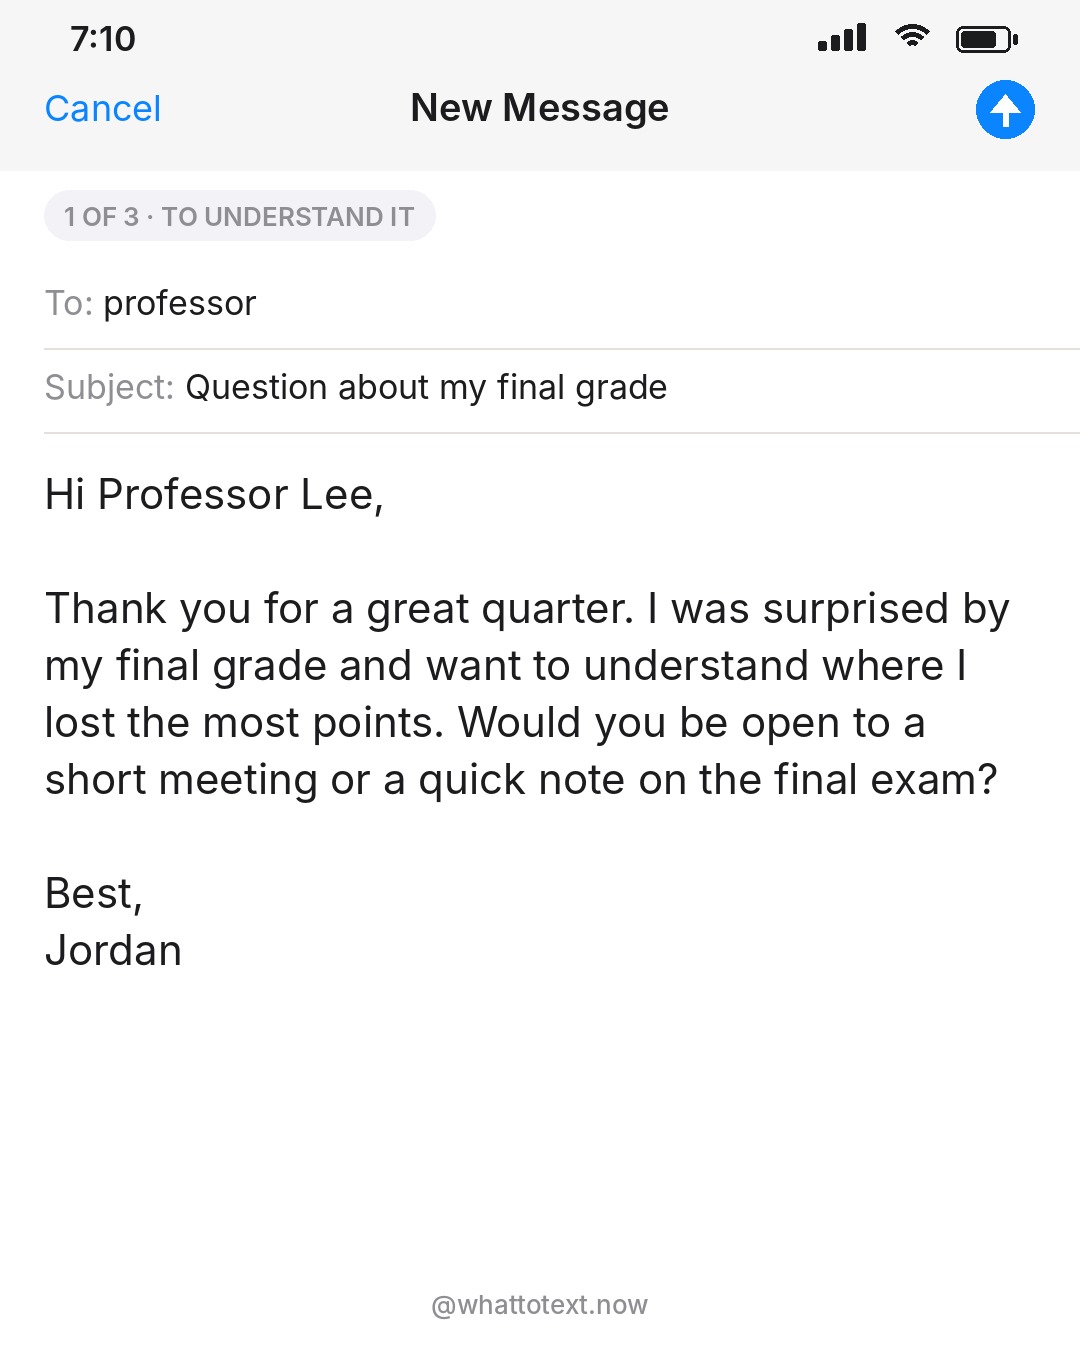 7:10
Cancel
New Message
1 OF 3 · TO UNDERSTAND IT
To: professor
Subject: Question about my final grade
Hi Professor Lee,
Thank you for a great quarter. I was surprised by
my final grade and want to understand where I
lost the most points. Would you be open to a
short meeting or a quick note on the final exam?
Best,
Jordan
@whattotext.now